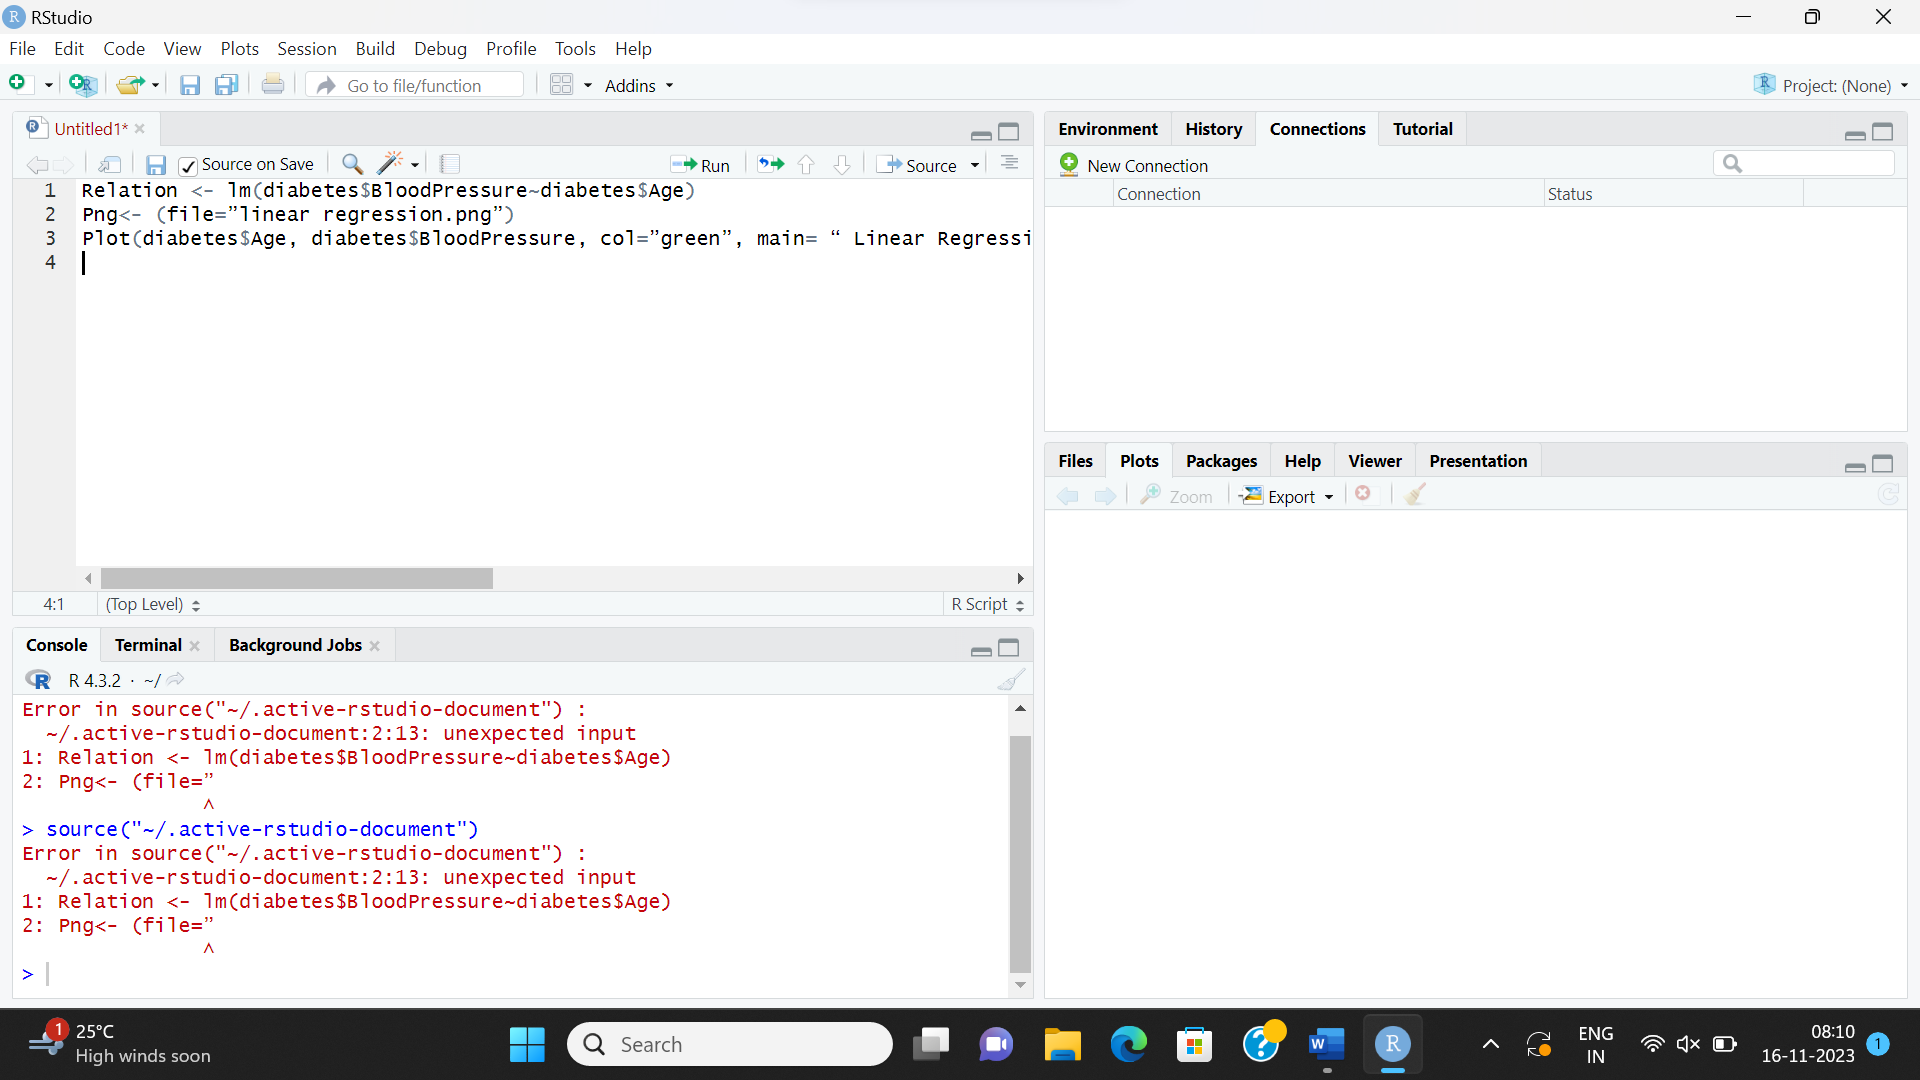 RStudio
File Edit Code View Plots Session Build Debug Profile Tools Help
Go to file/function Addins Project: (None)
Untitled1*
Source on Save Run Source
1 Relation <- lm(diabetes$BloodPressure~diabetes$Age)
2 Png<- (file=”linear regression.png”)
3 Plot(diabetes$Age, diabetes$BloodPressure, col=”green”, main= “ Linear Regressi
4
4:1 (Top Level) R Script
Console Terminal Background Jobs
R 4.3.2 · ~/
Error in source("~/.active-rstudio-document") :
~/.active-rstudio-document:2:13: unexpected input
1: Relation <- lm(diabetes$BloodPressure~diabetes$Age)
2: Png<- (file=”
^
> source("~/.active-rstudio-document")
Error in source("~/.active-rstudio-document") :
~/.active-rstudio-document:2:13: unexpected input
1: Relation <- lm(diabetes$BloodPressure~diabetes$Age)
2: Png<- (file=”
^
>
Environment History Connections Tutorial
New Connection
Connection Status
Files Plots Packages Help Viewer Presentation
Zoom Export
1 25°C
High winds soon
Search
ENG
IN
08:10
16-11-2023
1